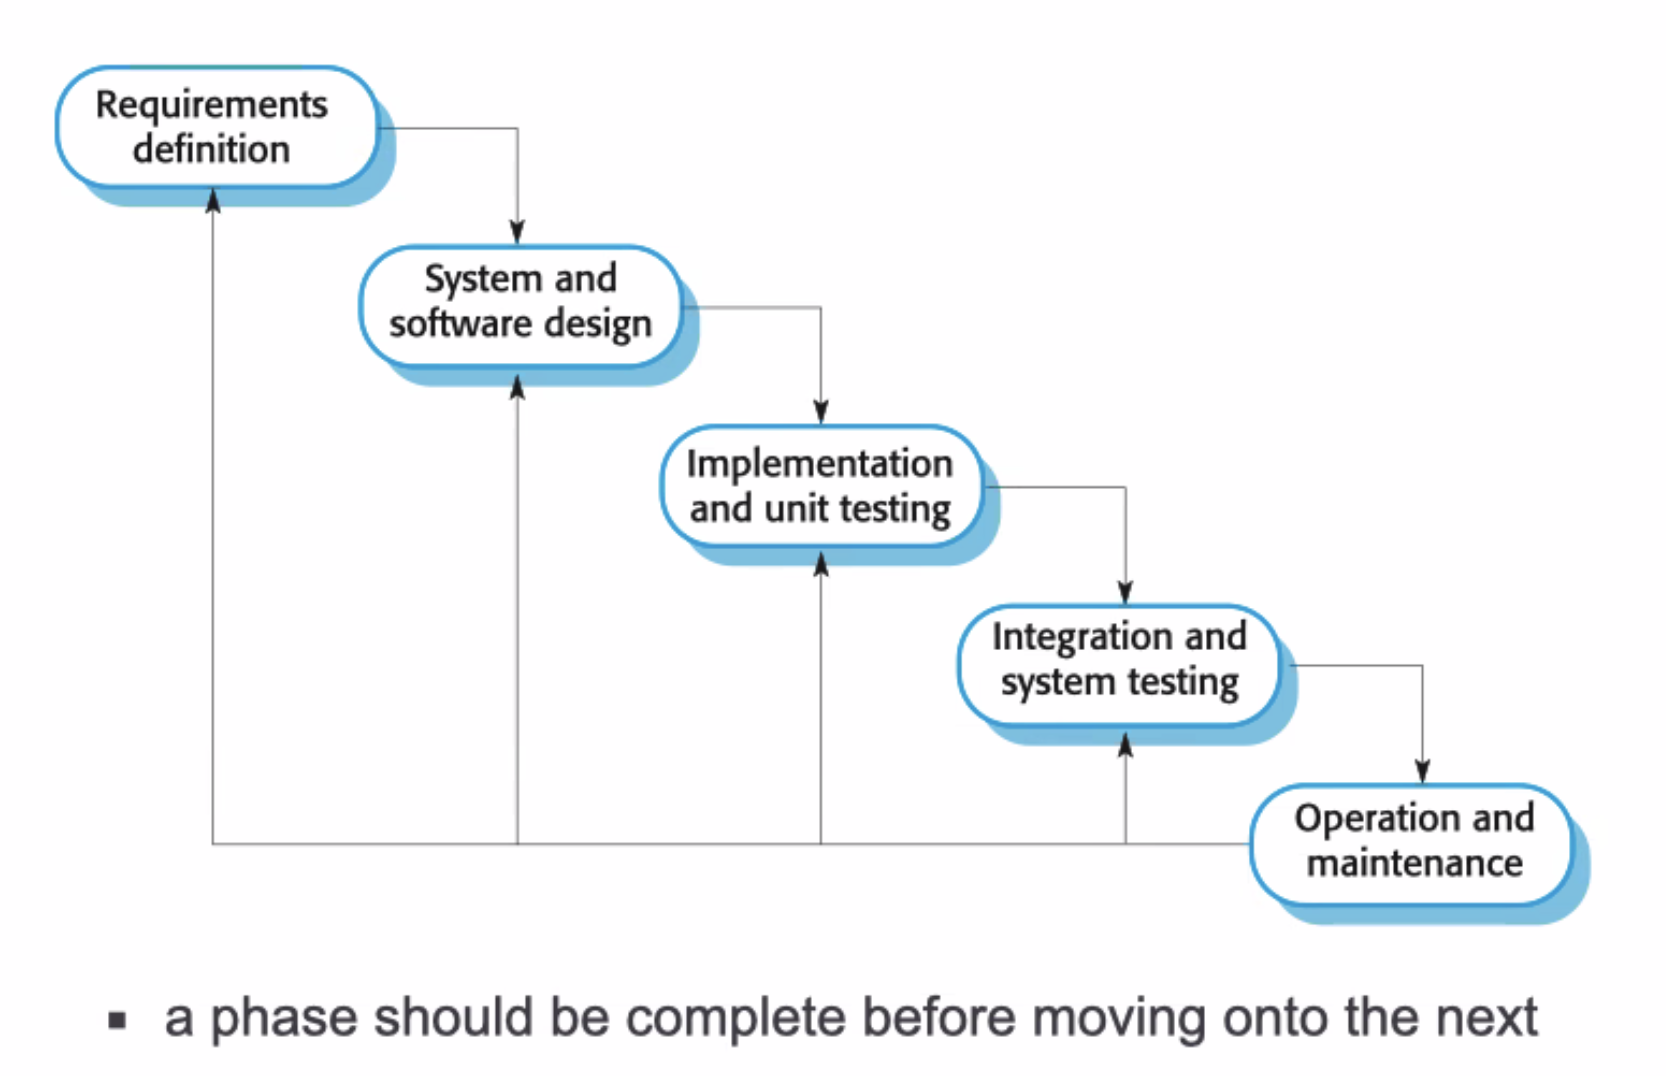 Requirements
definition
System and
software design
Implementation
and unit testing
Integration and
system testing
Operation and
maintenance
▪ a phase should be complete before moving onto the next